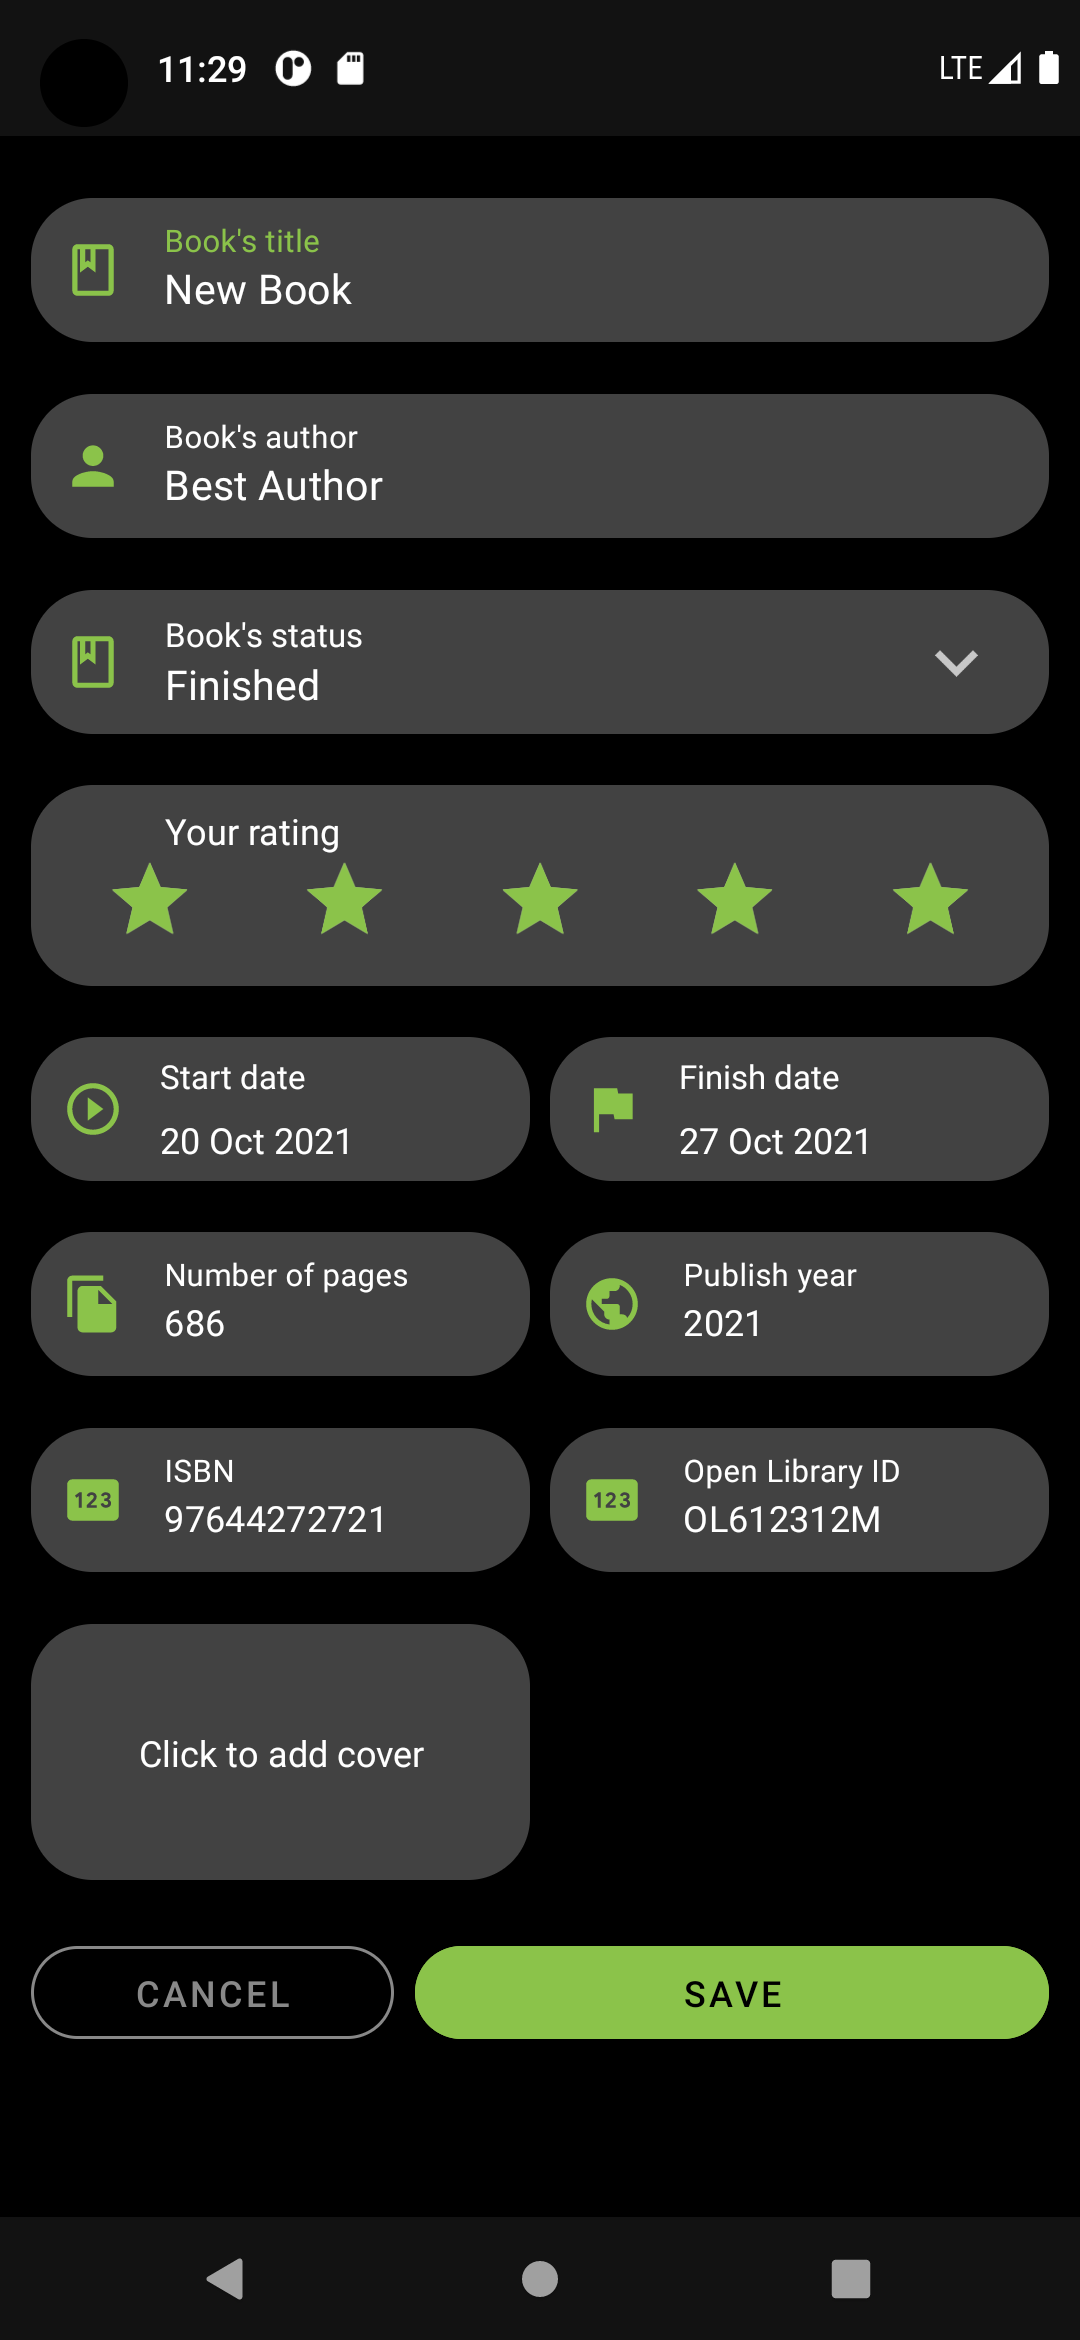 11:29
LTE
Book's title
New Book
Book's author
Best Author
Book's status
Finished
Your rating
Start date
20 Oct 2021
Finish date
27 Oct 2021
Number of pages
686
Publish year
2021
ISBN
97644272721
Open Library ID
OL612312M
123
123
Click to add cover
CANCEL
SAVE